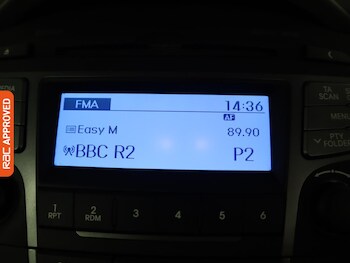 FMA 14:36
AF
Easy M 89.90
BBC R2 P2
RAC APPROVED
TA
SCAN
MENU
PTY
FOLDER
1 2 3 4 5 6
RPT RDM